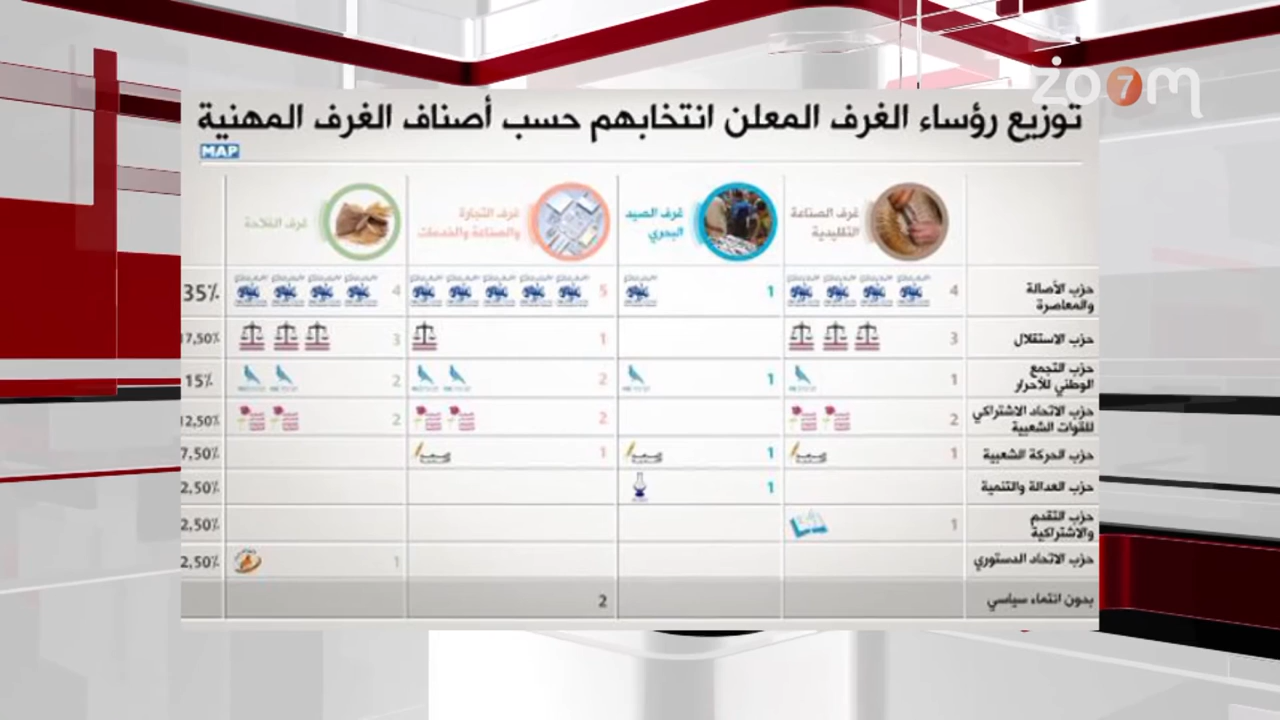 zo7m
توزيع رؤساء الغرف المعلن انتخابهم حسب أصناف الغرف المهنية
MAP
غرف الصناعة
التقليدية
غرف الصيد
البحري
غرف التجارة
والصناعة والخدمات
غرف الفلاحة
حزب الأصالة
والمعاصرة
4 1 5 4 35%
حزب الاستقلال 3 1 3 17,50%
حزب التجمع
الوطني للأحرار
1 1 2 2 15%
حزب الاتحاد الاشتراكي
للقوات الشعبية
2 2 2 12,50%
حزب الحركة الشعبية 1 1 1 7,50%
حزب العدالة والتنمية 1 2,50%
حزب التقدم
والاشتراكية
1 2,50%
حزب الاتحاد الدستوري 1 2,50%
بدون انتماء سياسي 2